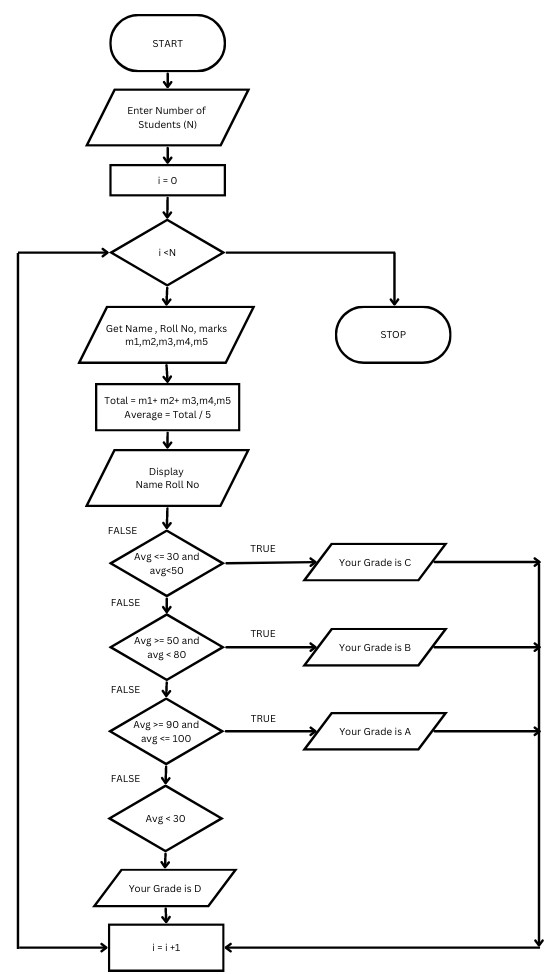 START
Enter Number of
Students (N)
i = 0
i <N
Get Name , Roll No, marks
m1,m2,m3,m4,m5
STOP
Total = m1+ m2+ m3,m4,m5
Average = Total / 5
Display
Name Roll No
FALSE
Avg <= 30 and
avg<50
TRUE
Your Grade is C
FALSE
Avg >= 50 and
avg < 80
TRUE
Your Grade is B
FALSE
Avg >= 90 and
avg <= 100
TRUE
Your Grade is A
FALSE
Avg < 30
Your Grade is D
i = i +1